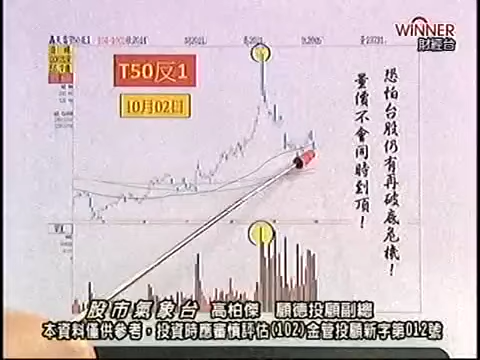 WINNER
財經台
T50反1
10月02日
恐怕台股仍有再破底危機！
量價不會同時到頂！
股市氣象台 高柏傑 顧德投顧副總
本資料僅供參考，投資時應審慎評估(102)金管投顧新字第012號